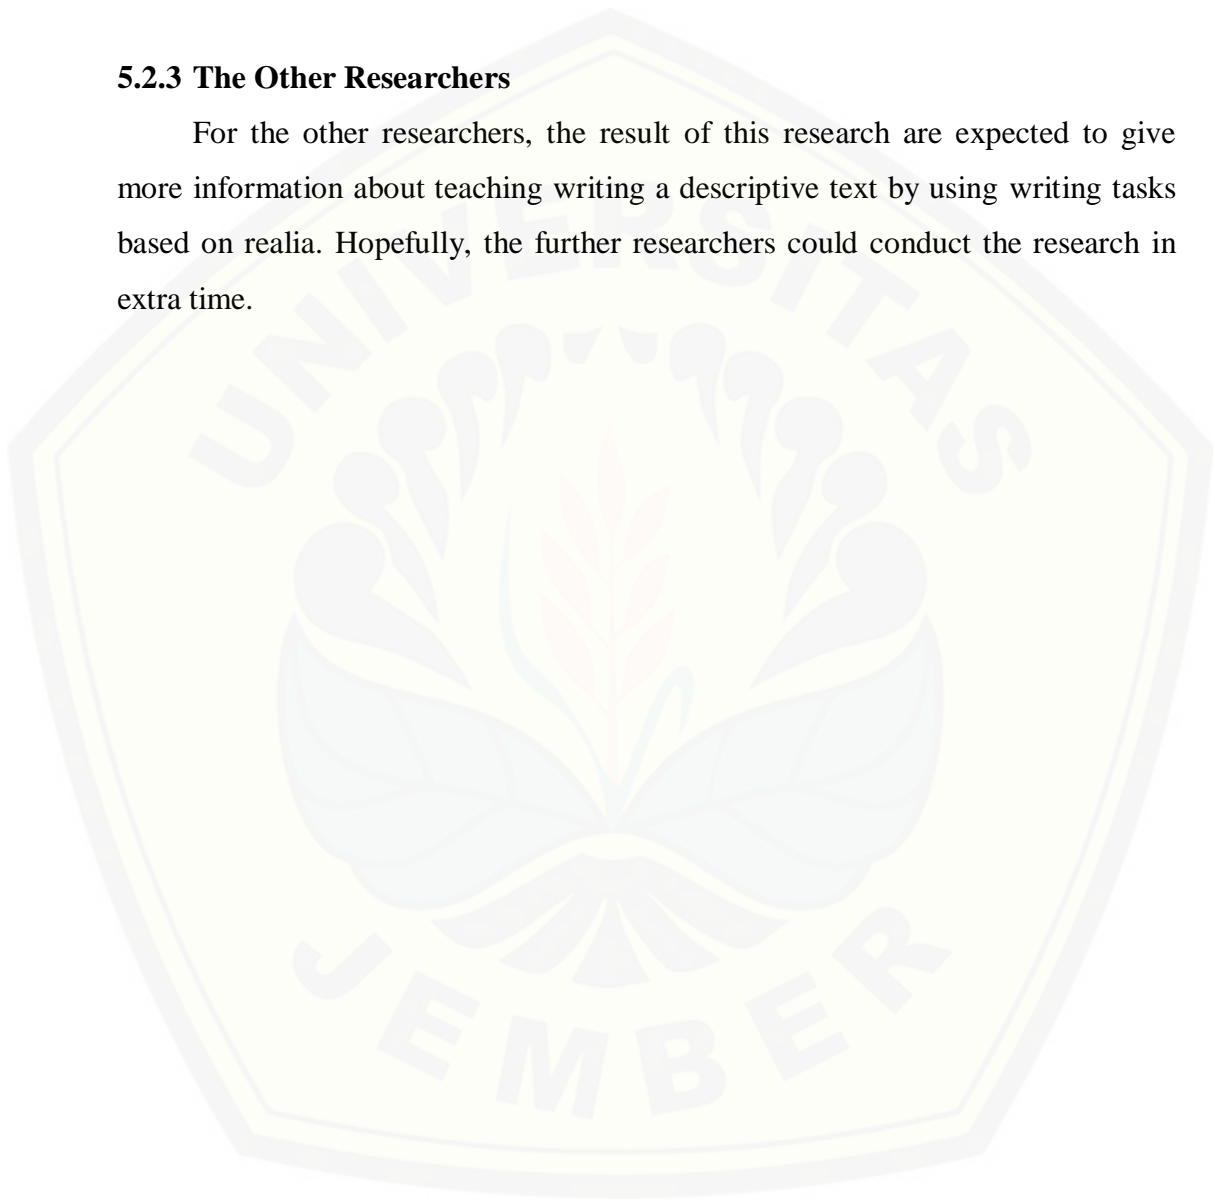 5.2.3 The Other Researchers
For the other researchers, the result of this research are expected to give
more information about teaching writing a descriptive text by using writing tasks
based on realia. Hopefully, the further researchers could conduct the research in
extra time.
UNIVERSITAS
JEMBER